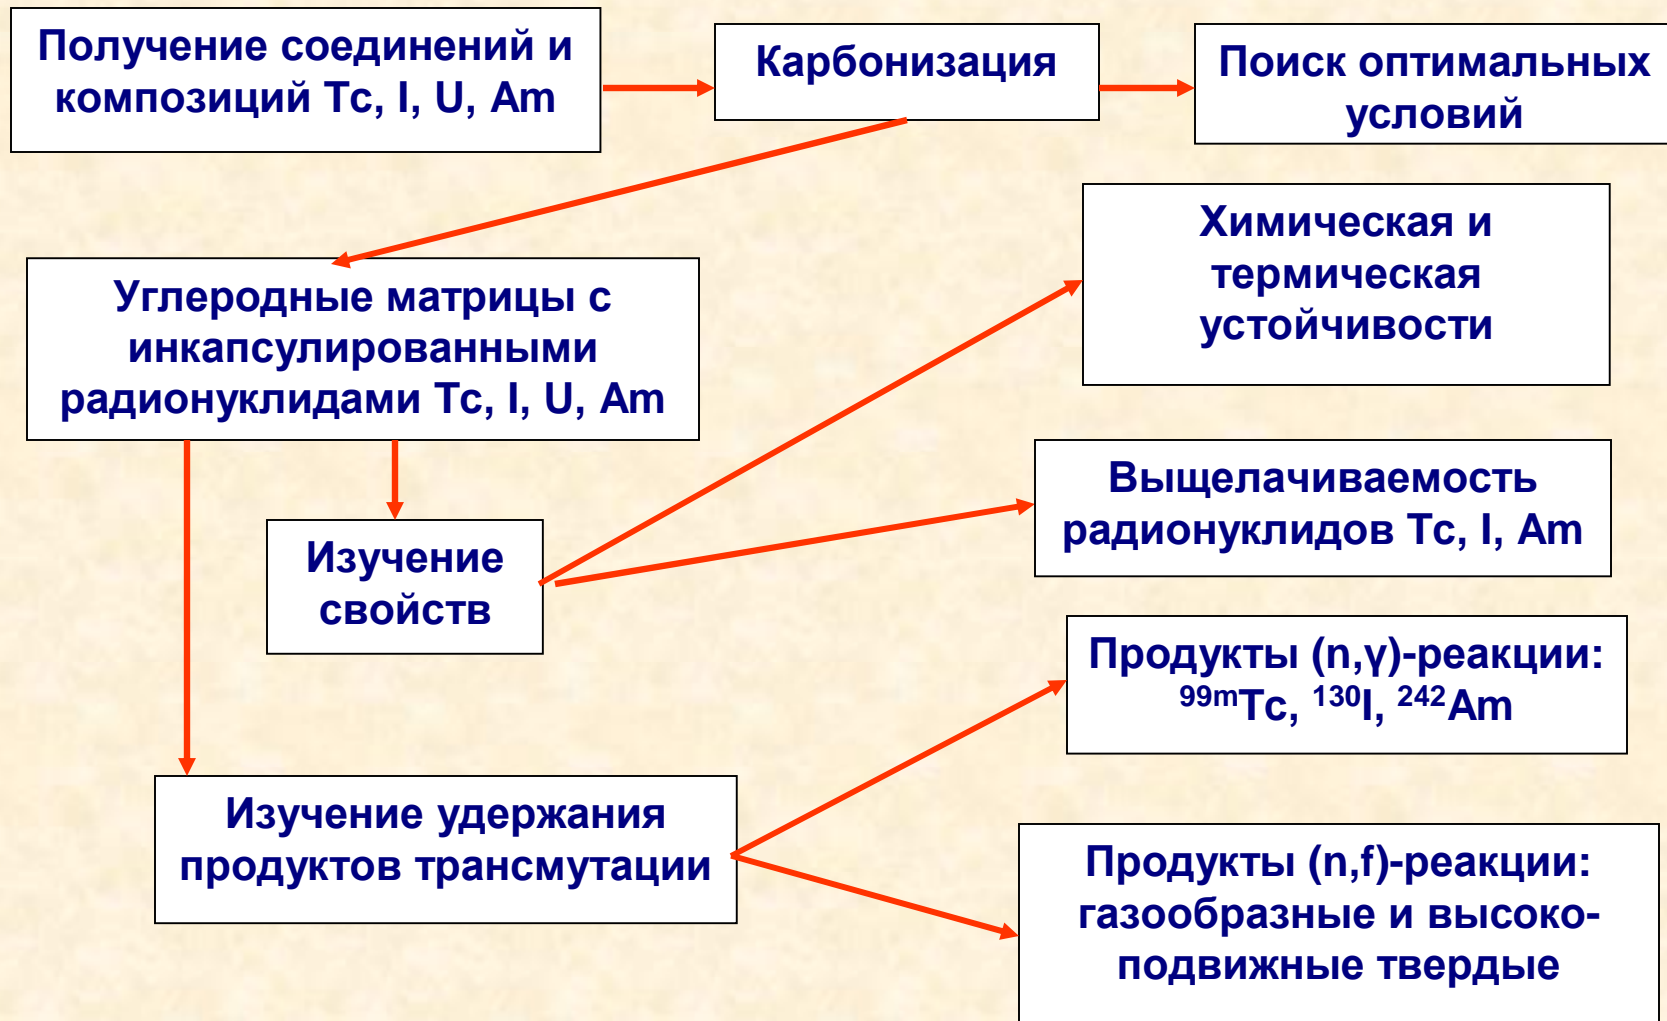 Получение соединений и
композиций Tc, I, U, Am
Карбонизация
Поиск оптимальных
условий
Химическая и
термическая
устойчивости
Углеродные матрицы с
инкапсулированными
радионуклидами Tc, I, U, Am
Выщелачиваемость
радионуклидов Tc, I, Am
Изучение
свойств
Продукты (n,γ)-реакции:
⁹⁹ᵐTc, ¹³⁰I, ²⁴²Am
Изучение удержания
продуктов трансмутации
Продукты (n,f)-реакции:
газообразные и высоко-
подвижные твердые